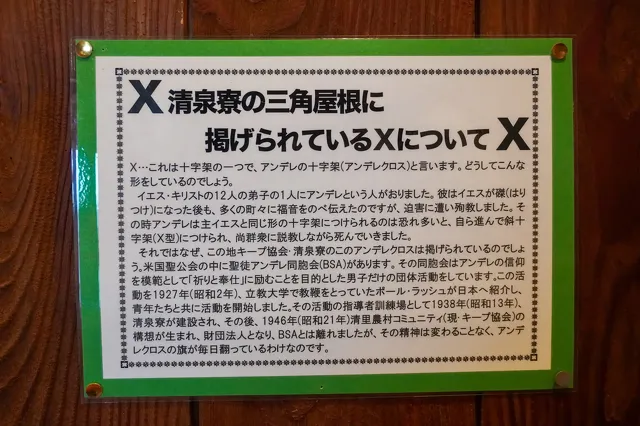 X 清泉寮の三角屋根に
掲げられているXについて X
X…これは十字架の一つで、アンデレの十字架(アンデレクロス)と言います。どうしてこんな
形をしているのでしょう。
イエス・キリストの12人の弟子の1人にアンデレという人がおりました。彼はイエスが磔(はり
つけ)になった後も、多くの町々に福音をのべ伝えたのですが、迫害に遭い殉教しました。そ
の時アンデレは主イエスと同じ形の十字架につけられるのは恐れ多いと、自ら進んで斜十
字架(X型)につけられ、尚群衆に説教しながら死んでいきました。
それではなぜ、この地キープ協会・清泉寮のこのアンデレクロスは掲げられているのでしょ
う。米国聖公会の中に聖徒アンデレ同胞会(BSA)があります。その同胞会はアンデレの信仰
を模範として「祈りと奉仕」に励むことを目的とした男子だけの団体活動をしています。この活
動を1927年(昭和2年)、立教大学で教鞭をとっていたポール・ラッシュが日本へ紹介し、
青年たちと共に活動を開始しました。その活動の指導者訓練場として1938年(昭和13年)、
清泉寮が建設され、その後、1946年(昭和21年)清里農村コミュニティ(現・キープ協会)の
構想が生まれ、財団法人となり、BSAとは離れましたが、その精神は変わることなく、アンデ
レクロスの旗が毎日翻っているわけなのです。